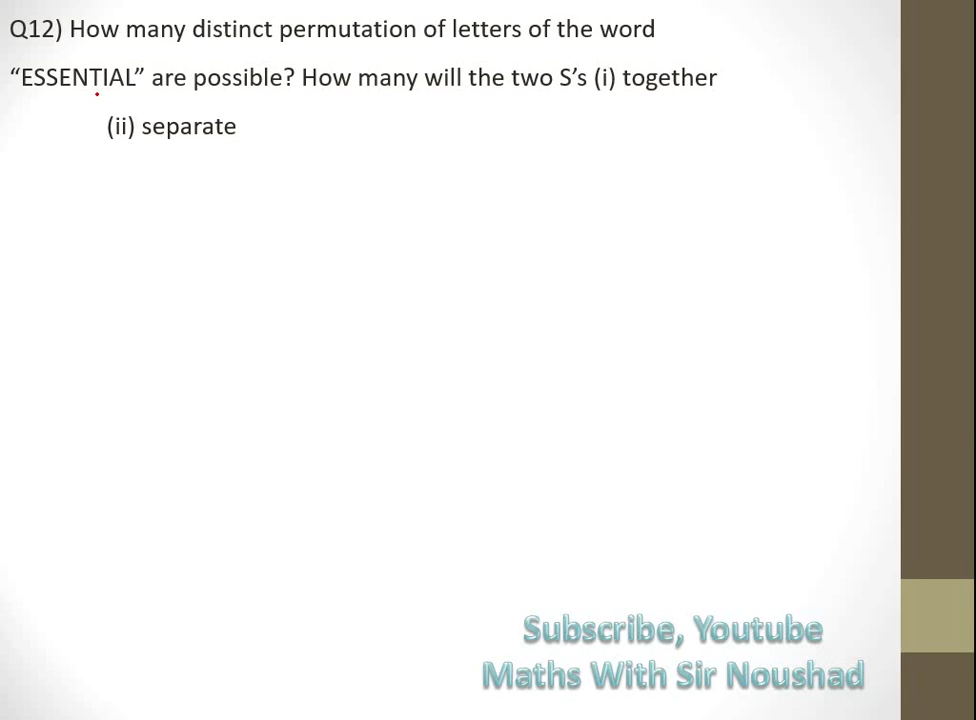 Q12) How many distinct permutation of letters of the word
“ESSENTIAL” are possible? How many will the two S’s (i) together
(ii) separate
Subscribe, Youtube
Maths With Sir Noushad